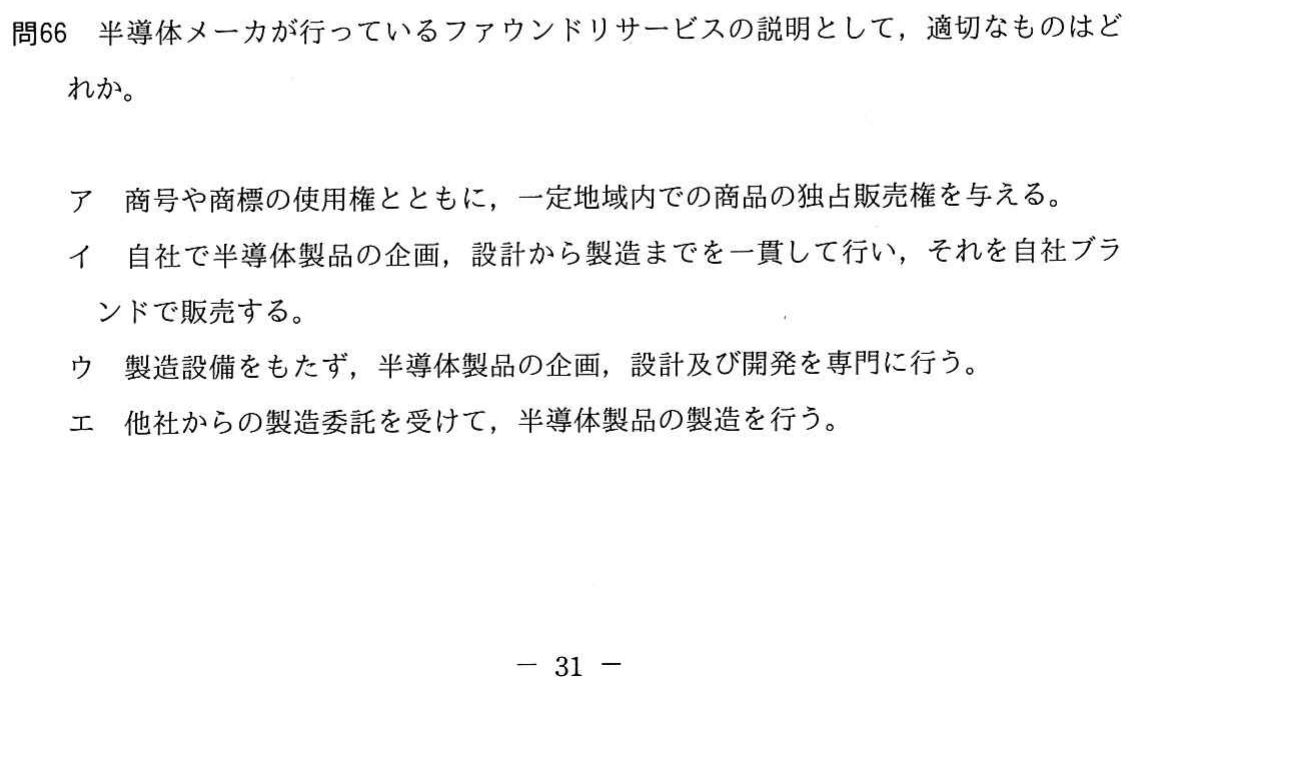 問66　半導体メーカが行っているファウンドリサービスの説明として，適切なものはど
れか。
ア　商号や商標の使用権とともに，一定地域内での商品の独占販売権を与える。
イ　自社で半導体製品の企画，設計から製造までを一貫して行い，それを自社ブラ
ンドで販売する。
ウ　製造設備をもたず，半導体製品の企画，設計及び開発を専門に行う。
エ　他社からの製造委託を受けて，半導体製品の製造を行う。
－ 31 －